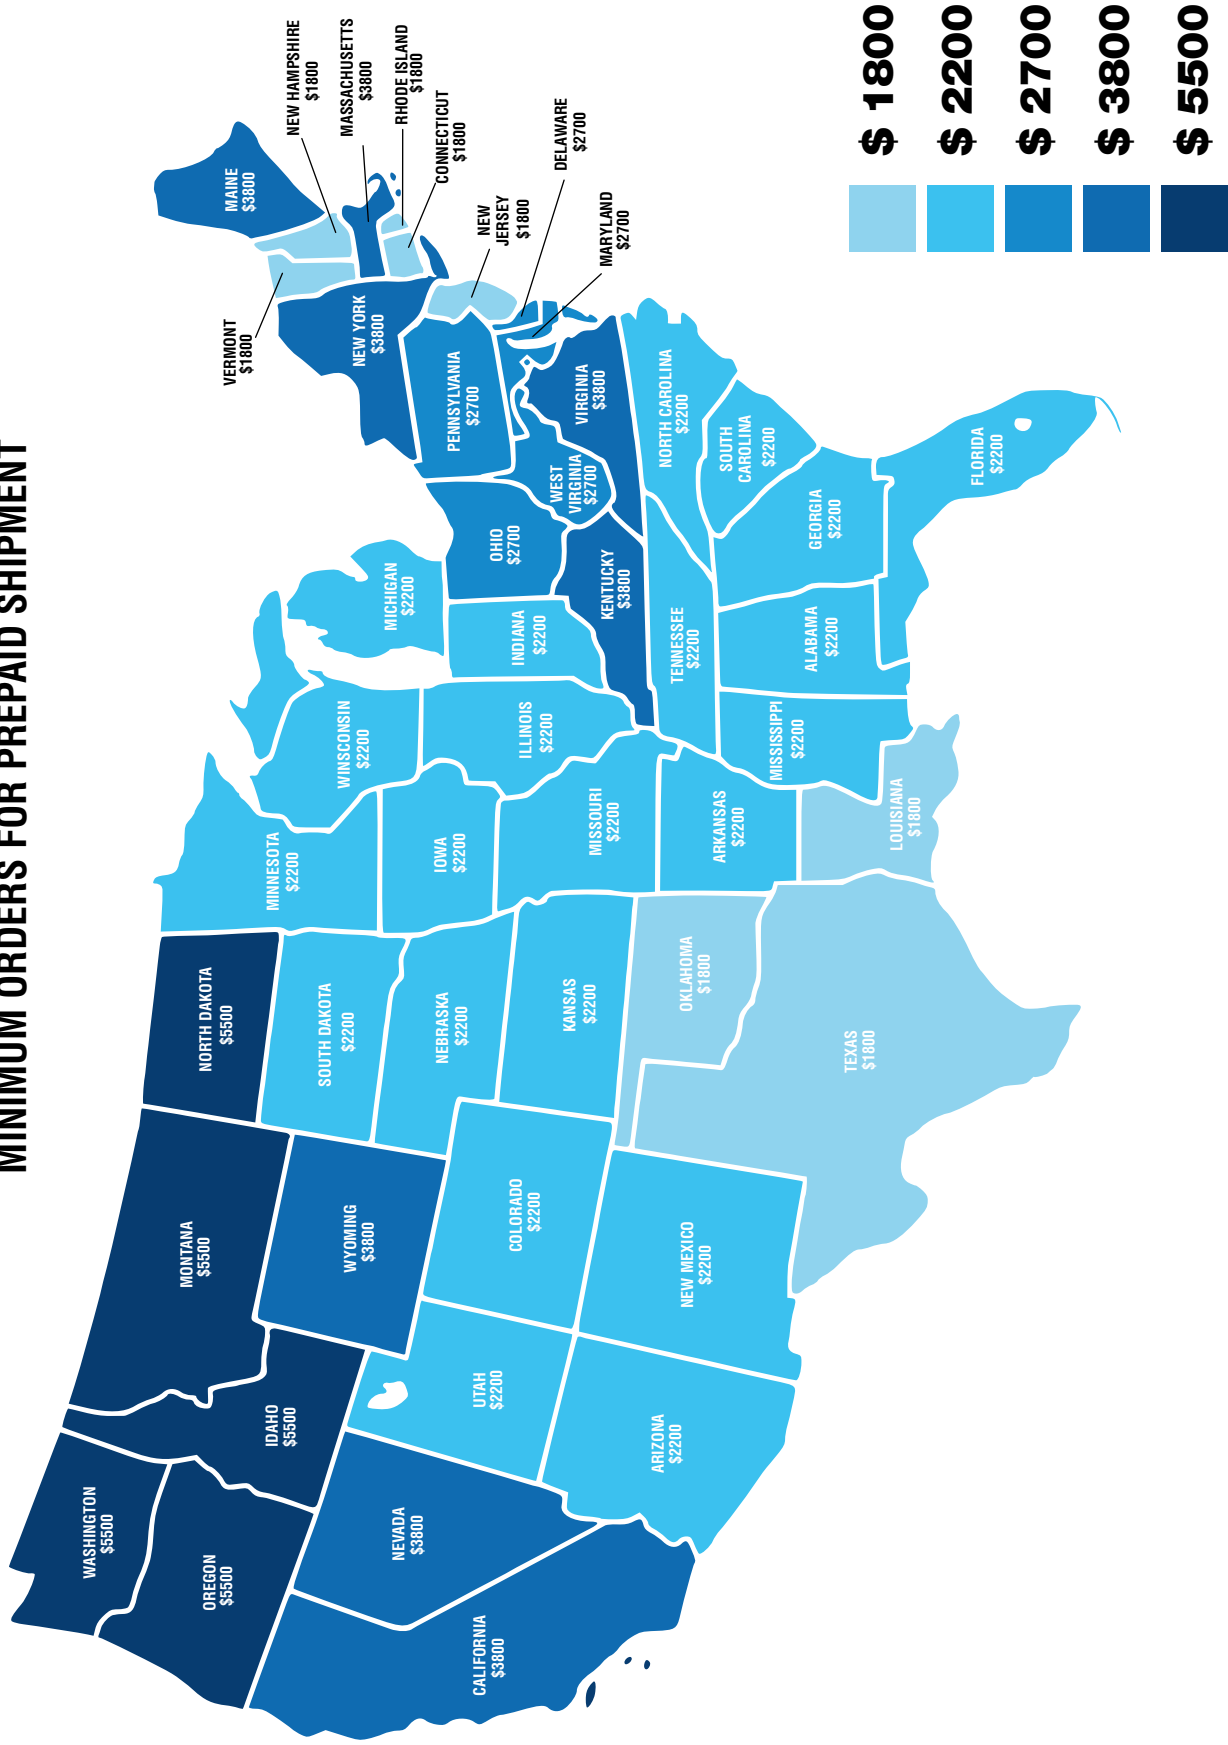 MINIMUM ORDERS FOR PREPAID SHIPMENT
WASHINGTON
$5500
OREGON
$5500
CALIFORNIA
$3800
NEVADA
$3800
IDAHO
$5500
MONTANA
$5500
WYOMING
$3800
UTAH
$2200
ARIZONA
$2200
COLORADO
$2200
NEW MEXICO
$2200
NORTH DAKOTA
$5500
SOUTH DAKOTA
$2200
NEBRASKA
$2200
KANSAS
$2200
OKLAHOMA
$1800
TEXAS
$1800
MINNESOTA
$2200
IOWA
$2200
MISSOURI
$2200
ARKANSAS
$2200
LOUISIANA
$1800
WINSCONSIN
$2200
ILLINOIS
$2200
MISSISSIPPI
$2200
MICHIGAN
$2200
INDIANA
$2200
KENTUCKY
$3800
TENNESSEE
$2200
ALABAMA
$2200
OHIO
$2700
WEST
VIRGINIA
$2700
GEORGIA
$2200
FLORIDA
$2200
SOUTH
CAROLINA
$2200
NORTH CAROLINA
$2200
VIRGINIA
$3800
PENNSYLVANIA
$2700
NEW YORK
$3800
VERMONT
$1800
MAINE
$3800
NEW HAMPSHIRE
$1800
MASSACHUSETTS
$3800
RHODE ISLAND
$1800
CONNECTICUT
$1800
NEW
JERSEY
$1800
DELAWARE
$2700
MARYLAND
$2700
$ 1800
$ 2200
$ 2700
$ 3800
$ 5500